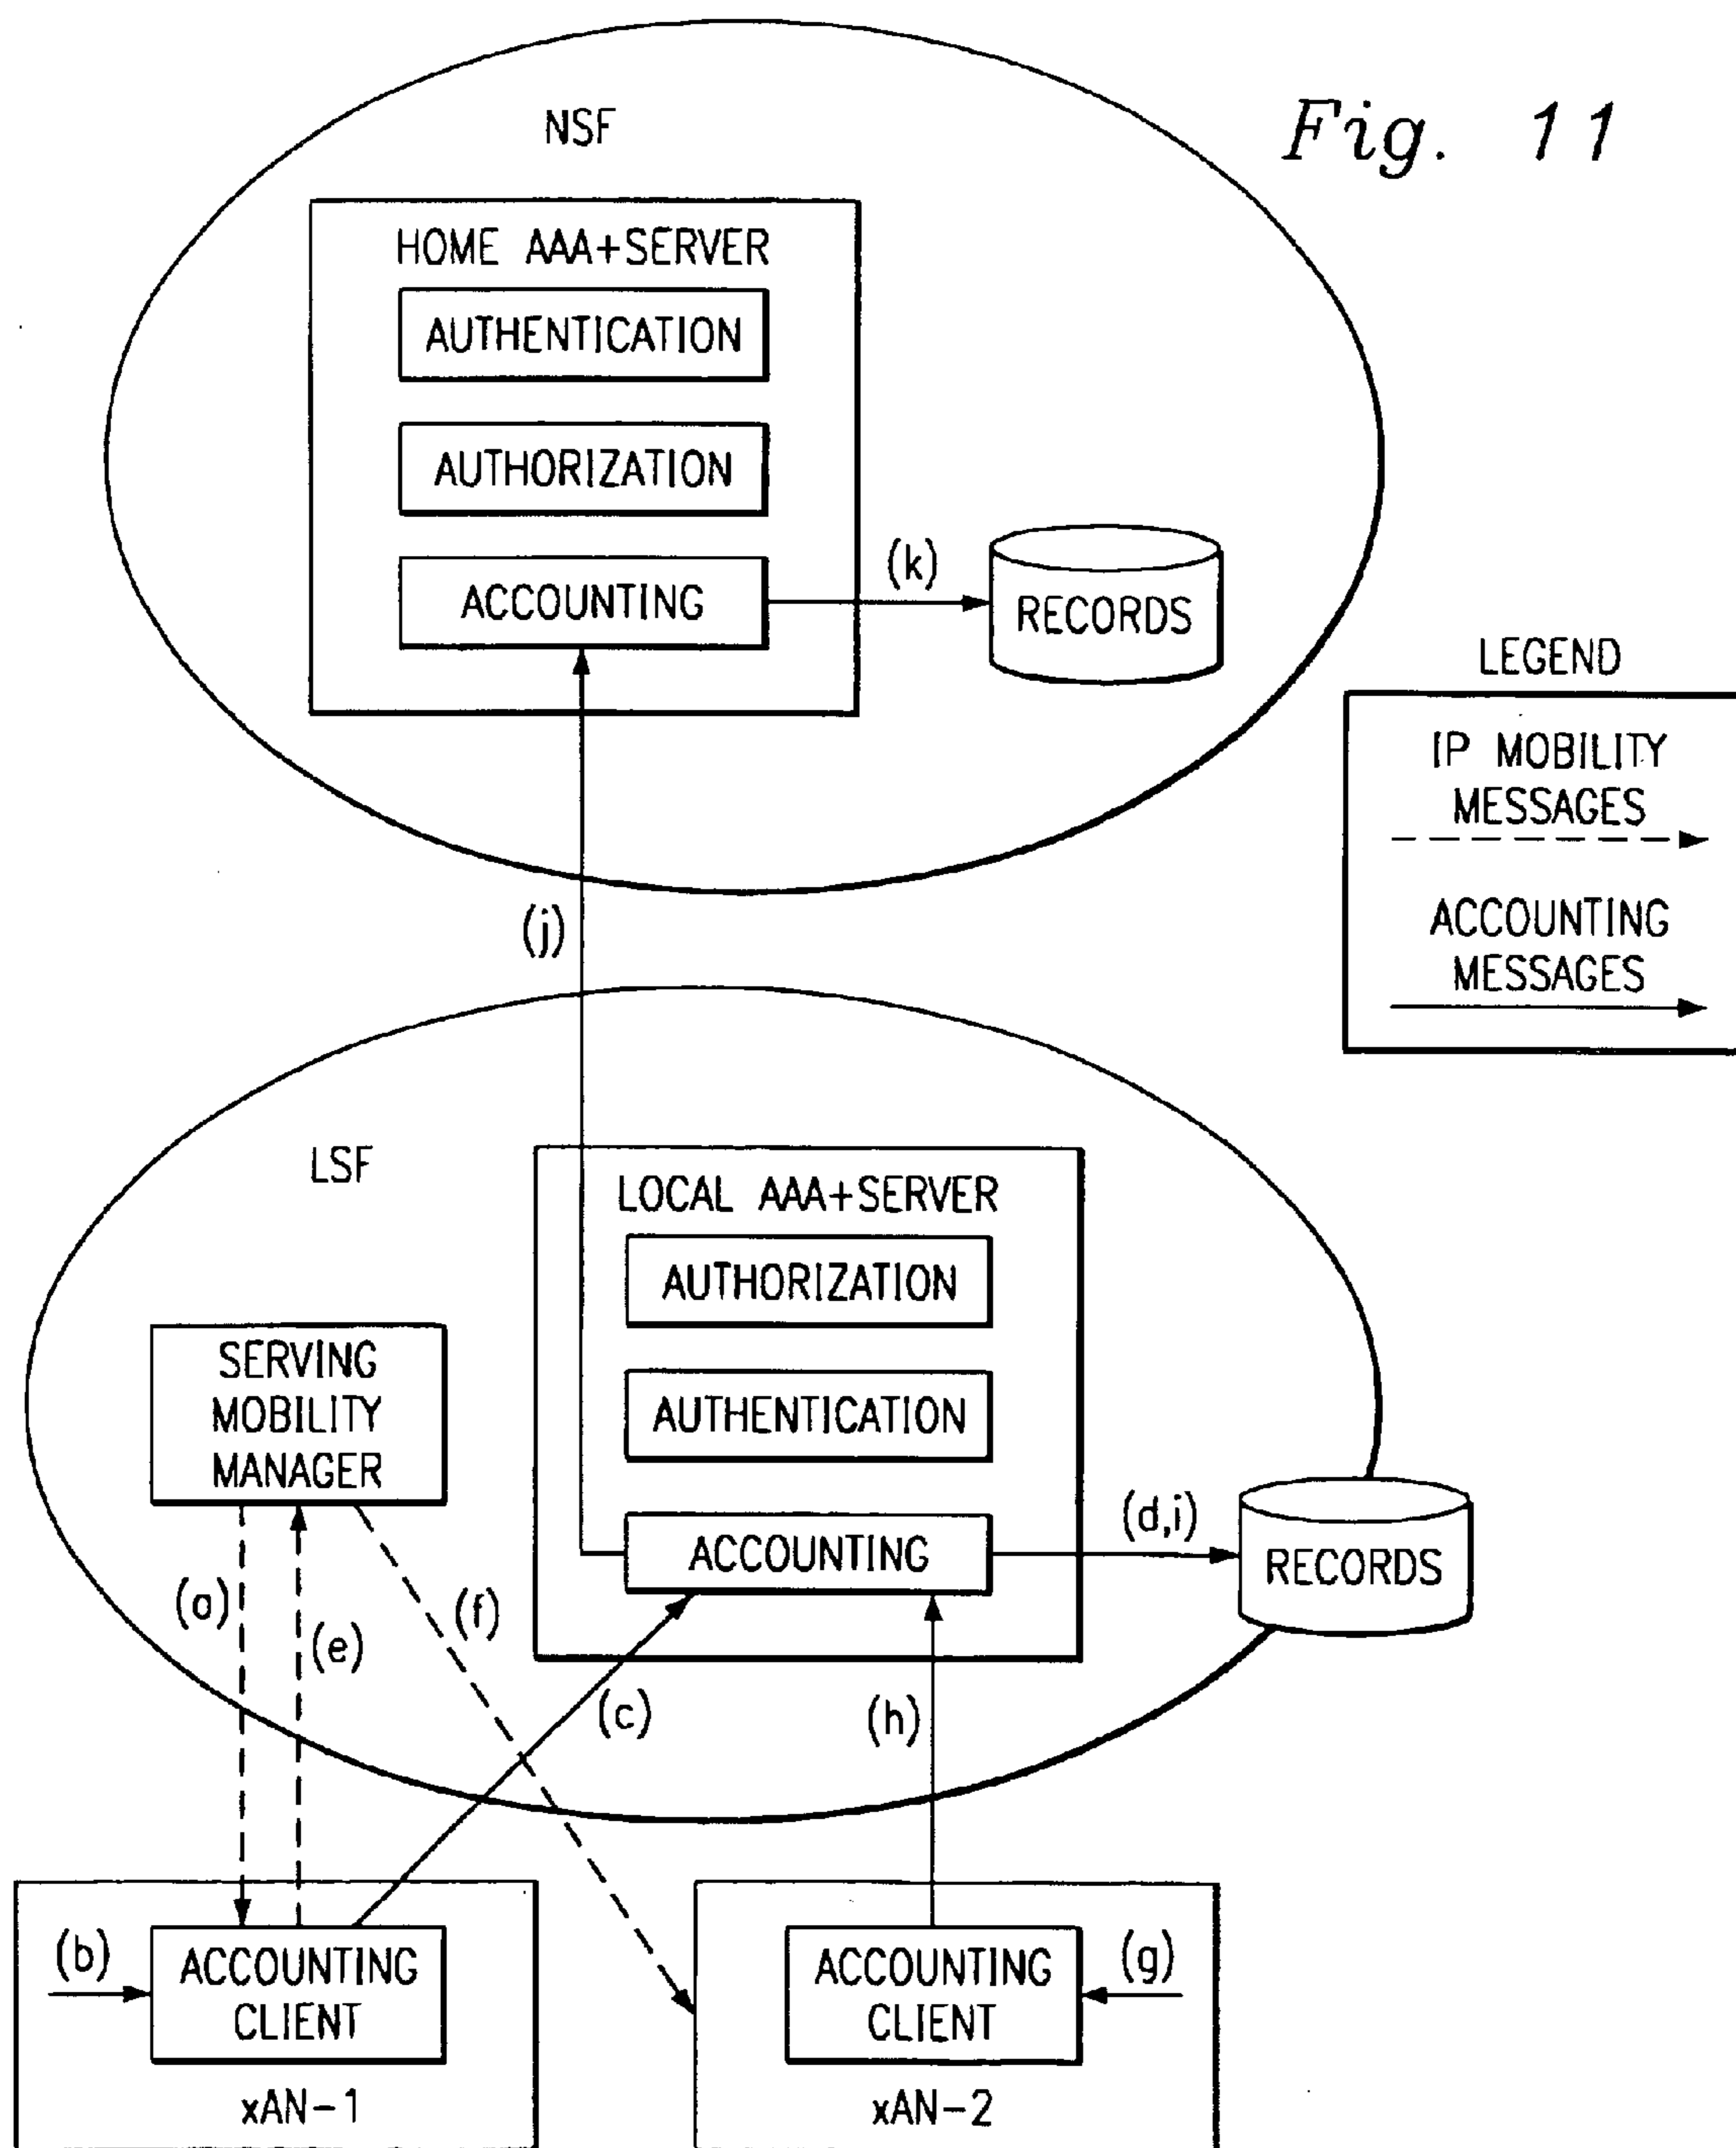 Fig. 11
NSF
HOME AAA+SERVER
AUTHENTICATION
AUTHORIZATION
ACCOUNTING
(k)
RECORDS
LEGEND
IP MOBILITY
MESSAGES
ACCOUNTING
MESSAGES
(j)
LSF
LOCAL AAA+SERVER
AUTHORIZATION
AUTHENTICATION
ACCOUNTING
(d,i)
RECORDS
SERVING
MOBILITY
MANAGER
(a)
(e)
(f)
(c)
(h)
(b)
ACCOUNTING
CLIENT
xAN-1
ACCOUNTING
CLIENT
(g)
xAN-2